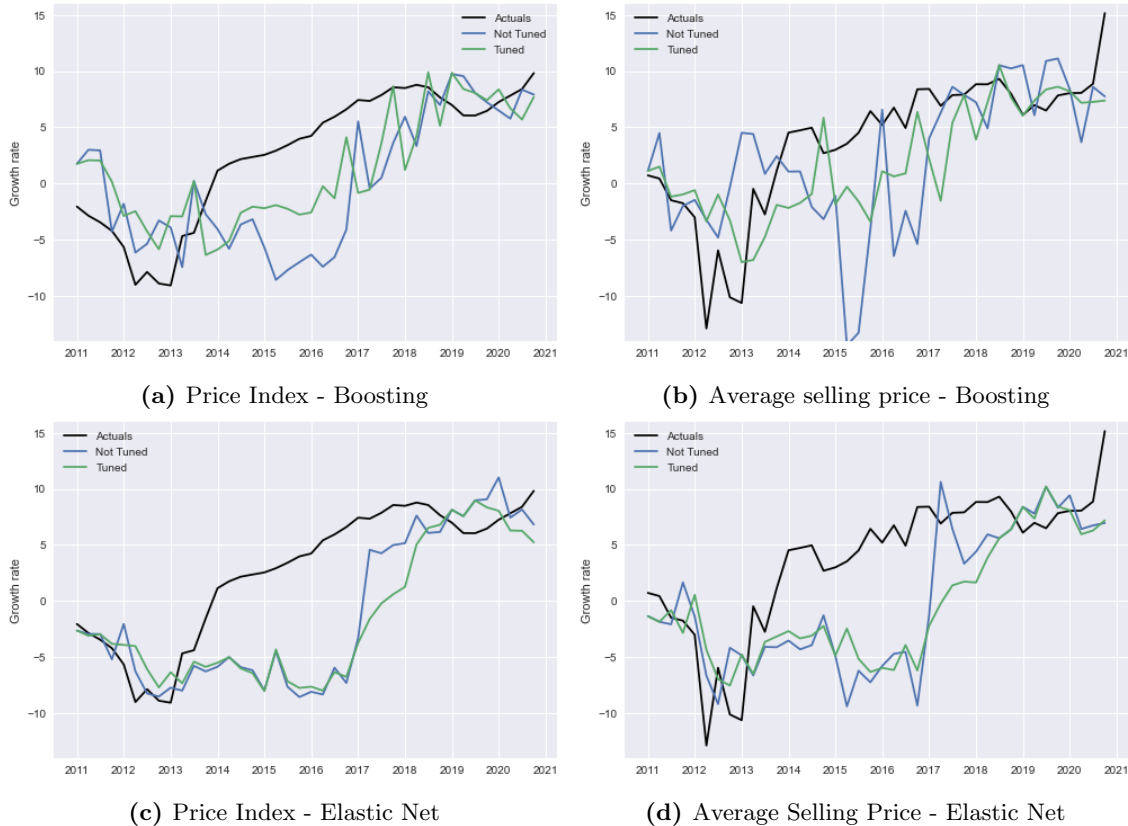 15
10
5
0
−5
−10
Growth rate
Actuals
Not Tuned
Tuned
2011 2012 2013 2014 2015 2016 2017 2018 2019 2020 2021
(a) Price Index - Boosting
15
10
5
0
−5
−10
Growth rate
Actuals
Not Tuned
Tuned
2011 2012 2013 2014 2015 2016 2017 2018 2019 2020 2021
(b) Average selling price - Boosting
15
10
5
0
−5
−10
Growth rate
Actuals
Not Tuned
Tuned
2011 2012 2013 2014 2015 2016 2017 2018 2019 2020 2021
(c) Price Index - Elastic Net
15
10
5
0
−5
−10
Growth rate
Actuals
Not Tuned
Tuned
2011 2012 2013 2014 2015 2016 2017 2018 2019 2020 2021
(d) Average Selling Price - Elastic Net